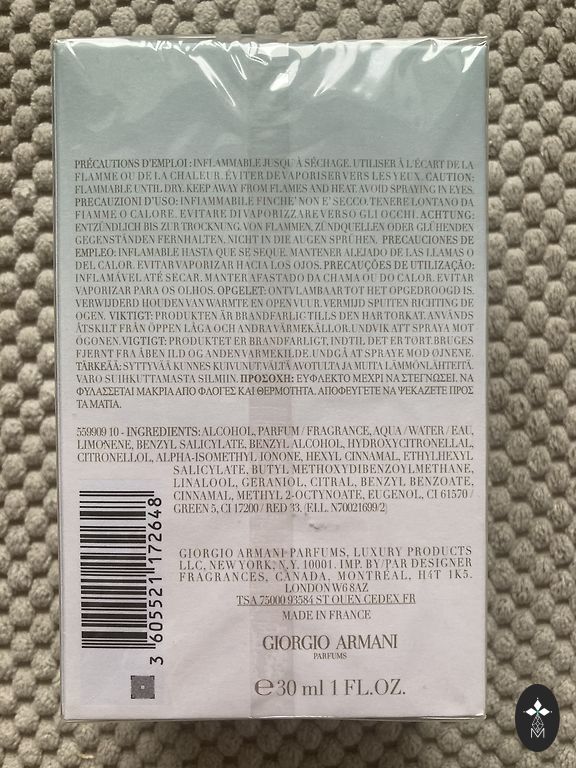 PRÉCAUTIONS D'EMPLOI : INFLAMMABLE JUSQU'À SÉCHAGE. UTILISER À L'ÉCART DE LA
FLAMME OU DE LA CHALEUR. ÉVITER DE VAPORISER VERS LES YEUX. CAUTION:
FLAMMABLE UNTIL DRY. KEEP AWAY FROM FLAMES AND HEAT. AVOID SPRAYING IN EYES.
PRECAUZIONI D'USO: INFIAMMABILE FINCHE' NON E' SECCO. TENERE LONTANO DA
FIAMME O CALORE. EVITARE DI VAPORIZZARE VERSO GLI OCCHI. ACHTUNG:
ENTZÜNDLICH BIS ZUR TROCKNUNG. VON FLAMMEN, ZÜNDQUELLEN ODER GLÜHENDEN
GEGENSTÄNDEN FERNHALTEN, NICHT IN DIE AUGEN SPRÜHEN. PRECAUCIONES DE
EMPLEO: INFLAMABLE HASTA QUE SE SEQUE. MANTENER ALEJADO DE LAS LLAMAS O
DEL CALOR. EVITAR VAPORIZAR HACIA LOS OJOS. PRECAUÇÕES DE UTILIZAÇÃO:
INFLAMÁVEL ATÉ SECAR. MANTER AFASTADO DA CHAMA OU DO CALOR. EVITAR
VAPORIZAR PARA OS OLHOS. OPGELET: ONTVLAMBAR TOT HET OPGEDROOGD IS.
VERWIJDERD HOUDEN VAN WARMTE EN OPEN VUUR. VERMIJD SPUITEN RICHTING DE
OGEN. VIKTIGT: PRODUKTEN ÄR BRANDFARLIG TILLS DEN HAR TORKAT. ANVÄNDS
ÅTSKILT FRÅN ÖPPEN LÅGA OCH ANDRA VÄRMEKÄLLOR. UNDVIK ATT SPRAYA MOT
ÖGONEN. VIGTIGT: PRODUKTET ER BRANDFARLIGT, INDTIL DET ER TØRT. BRUGES
FJERNT FRA ÅBEN ILD OG ANDEN VARMEKILDE. UNDGÅ AT SPRAYE MOD ØJNENE.
TÄRKEÄÄ: SYTTYVÄÄ KUNNES KUIVUNUT. VÄLTÄ AVOTULTA JA MUITA LÄMMÖNLÄHTEITÄ.
VARO SUIHKUTTAMASTA SILMIIN. ΠΡΟΣΟΧΗ: ΕΥΦΛΕΚΤΟ ΜΕΧΡΙ ΝΑ ΣΤΕΓΝΩΣΕΙ. ΝΑ
ΦΥΛΑΣΣΕΤΑΙ ΜΑΚΡΙΑ ΑΠΟ ΦΛΟΓΕΣ ΚΑΙ ΘΕΡΜΟΤΗΤΑ. ΑΠΟΦΕΥΓΕΤΕ ΝΑ ΨΕΚΑΖΕΤΕ ΠΡΟΣ
ΤΑ ΜΑΤΙΑ.
559909 10 - INGREDIENTS: ALCOHOL, PARFUM / FRAGRANCE, AQUA / WATER / EAU,
LIMONENE, BENZYL SALICYLATE, BENZYL ALCOHOL, HYDROXYCITRONELLAL,
CITRONELLOL, ALPHA-ISOMETHYL IONONE, HEXYL CINNAMAL, ETHYLHEXYL
SALICYLATE, BUTYL METHOXYDIBENZOYLMETHANE,
LINALOOL, GERANIOL, CITRAL, BENZYL BENZOATE,
CINNAMAL, METHYL 2-OCTYNOATE, EUGENOL, CI 61570 /
GREEN 5, CI 17200 / RED 33. (F.I.L. N70021699/2)
GIORGIO ARMANI PARFUMS, LUXURY PRODUCTS
LLC, NEW YORK, N.Y. 10001. IMP. BY/PAR DESIGNER
FRAGRANCES, CANADA, MONTRÉAL, H4T 1K5.
LONDON W6 8AZ
TSA 75000 93584 ST OUEN CEDEX FR
MADE IN FRANCE
GIORGIO ARMANI
PARFUMS
℮ 30 ml 1 FL.OZ.
3 605521 172648
M